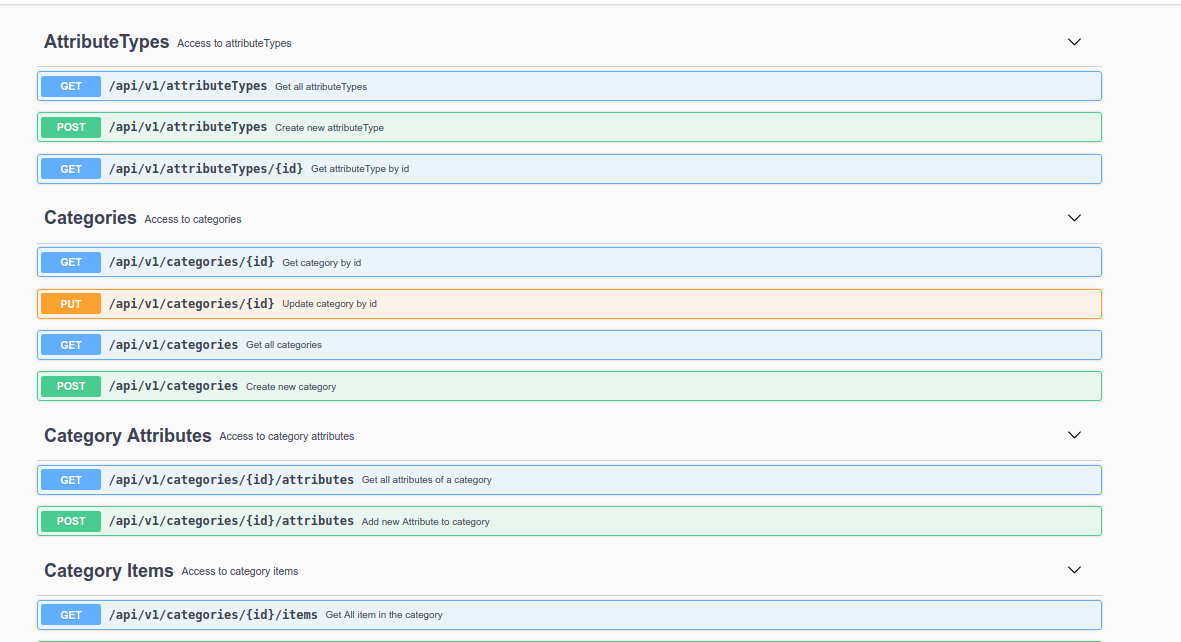 AttributeTypes Access to attributeTypes
GET /api/v1/attributeTypes Get all attributeTypes
POST /api/v1/attributeTypes Create new attributeType
GET /api/v1/attributeTypes/{id} Get attributeType by id
Categories Access to categories
GET /api/v1/categories/{id} Get category by id
PUT /api/v1/categories/{id} Update category by id
GET /api/v1/categories Get all categories
POST /api/v1/categories Create new category
Category Attributes Access to category attributes
GET /api/v1/categories/{id}/attributes Get all attributes of a category
POST /api/v1/categories/{id}/attributes Add new Attribute to category
Category Items Access to category items
GET /api/v1/categories/{id}/items Get All item in the category